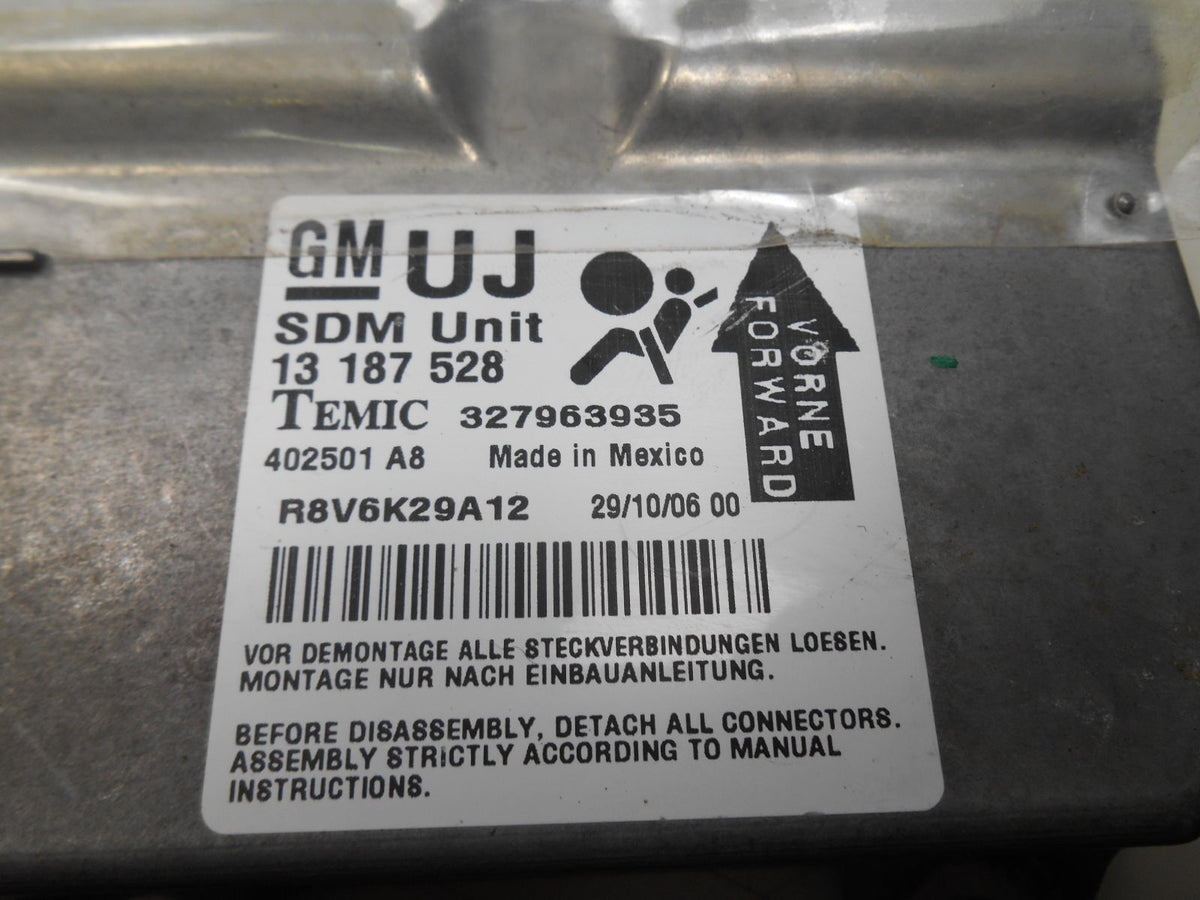 GM UJ
SDM Unit
13 187 528
TEMIC 327963935
402501 A8 Made in Mexico
R8V6K29A12 29/10/06 00
VORNE
FORWARD
VOR DEMONTAGE ALLE STECKVERBINDUNGEN LOESEN.
MONTAGE NUR NACH EINBAUANLEITUNG.
BEFORE DISASSEMBLY, DETACH ALL CONNECTORS.
ASSEMBLY STRICTLY ACCORDING TO MANUAL
INSTRUCTIONS.